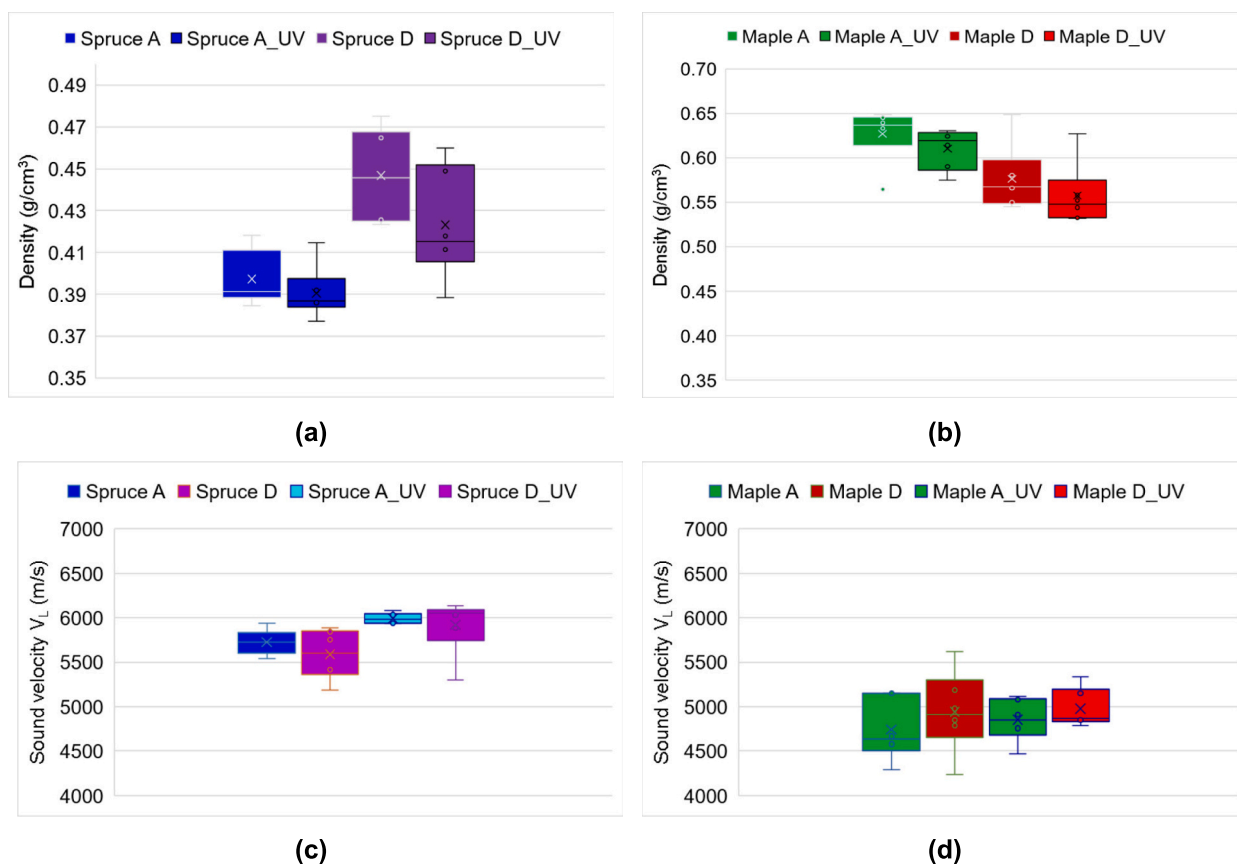 Spruce A Spruce A_UV Spruce D Spruce D_UV
Density (g/cm³)
0.49
0.47
0.45
0.43
0.41
0.39
0.37
0.35
(a)
Maple A Maple A_UV Maple D Maple D_UV
Density (g/cm³)
0.70
0.65
0.60
0.55
0.50
0.45
0.40
0.35
(b)
Spruce A Spruce D Spruce A_UV Spruce D_UV
Sound velocity V_L (m/s)
7000
6500
6000
5500
5000
4500
4000
(c)
Maple A Maple D Maple A_UV Maple D_UV
Sound velocity V_L (m/s)
7000
6500
6000
5500
5000
4500
4000
(d)